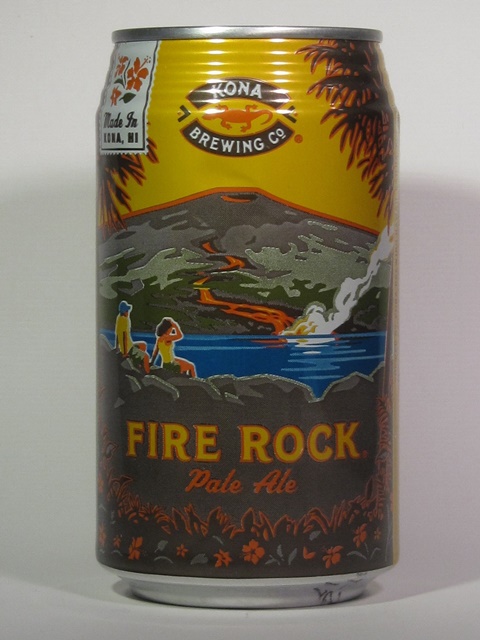 Made In
KONA, HI
KONA
BREWING CO
FIRE ROCK
Pale Ale